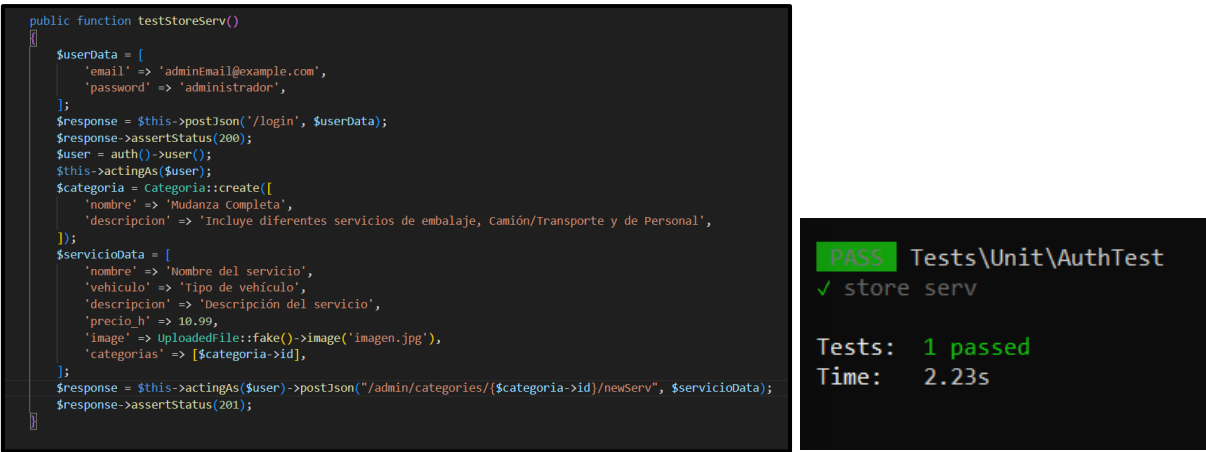 public function testStoreServ()
{
$userData = [
'email' => 'adminEmail@example.com',
'password' => 'administrador',
];
$response = $this->postJson('/login', $userData);
$response->assertStatus(200);
$user = auth()->user();
$this->actingAs($user);
$categoria = Categoria::create([
'nombre' => 'Mudanza Completa',
'descripcion' => 'Incluye diferentes servicios de embalaje, Camión/Transporte y de Personal',
]);
$servicioData = [
'nombre' => 'Nombre del servicio',
'vehiculo' => 'Tipo de vehículo',
'descripcion' => 'Descripción del servicio',
'precio_h' => 10.99,
'image' => UploadedFile::fake()->image('imagen.jpg'),
'categorias' => [$categoria->id],
];
$response = $this->actingAs($user)->postJson("/admin/categories/{$categoria->id}/newServ", $servicioData);
$response->assertStatus(201);
}
PASS Tests\Unit\AuthTest
✓ store serv
Tests: 1 passed
Time: 2.23s